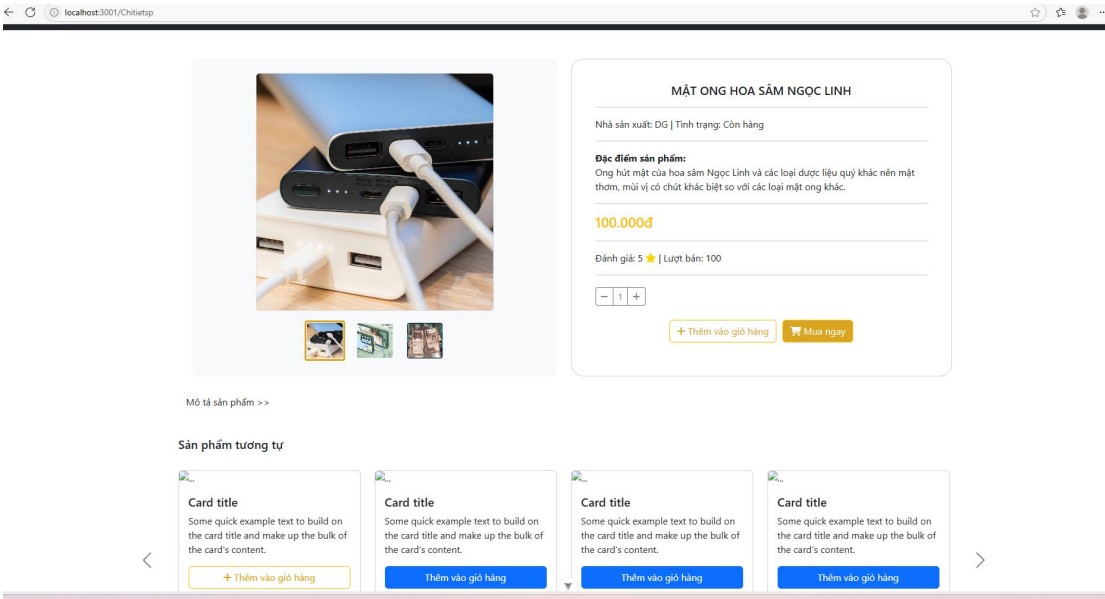 localhost:3001/Chitietsp
MẬT ONG HOA SÂM NGỌC LINH
Nhà sản xuất: DG | Tình trạng: Còn hàng
Đặc điểm sản phẩm:
Ong hút mật của hoa sâm Ngọc Linh và các loại dược liệu quý khác nên mật
thơm, mùi vị có chút khác biệt so với các loại mật ong khác.
100.000đ
Đánh giá: 5 ⭐ | Lượt bán: 100
− 1 +
+ Thêm vào giỏ hàng Mua ngay
Mô tả sản phẩm >>
Sản phẩm tương tự
... ... ... ...
Card title
Some quick example text to build on
the card title and make up the bulk of
the card's content.
+ Thêm vào giỏ hàng
Card title
Some quick example text to build on
the card title and make up the bulk of
the card's content.
Thêm vào giỏ hàng
Card title
Some quick example text to build on
the card title and make up the bulk of
the card's content.
Thêm vào giỏ hàng
Card title
Some quick example text to build on
the card title and make up the bulk of
the card's content.
Thêm vào giỏ hàng